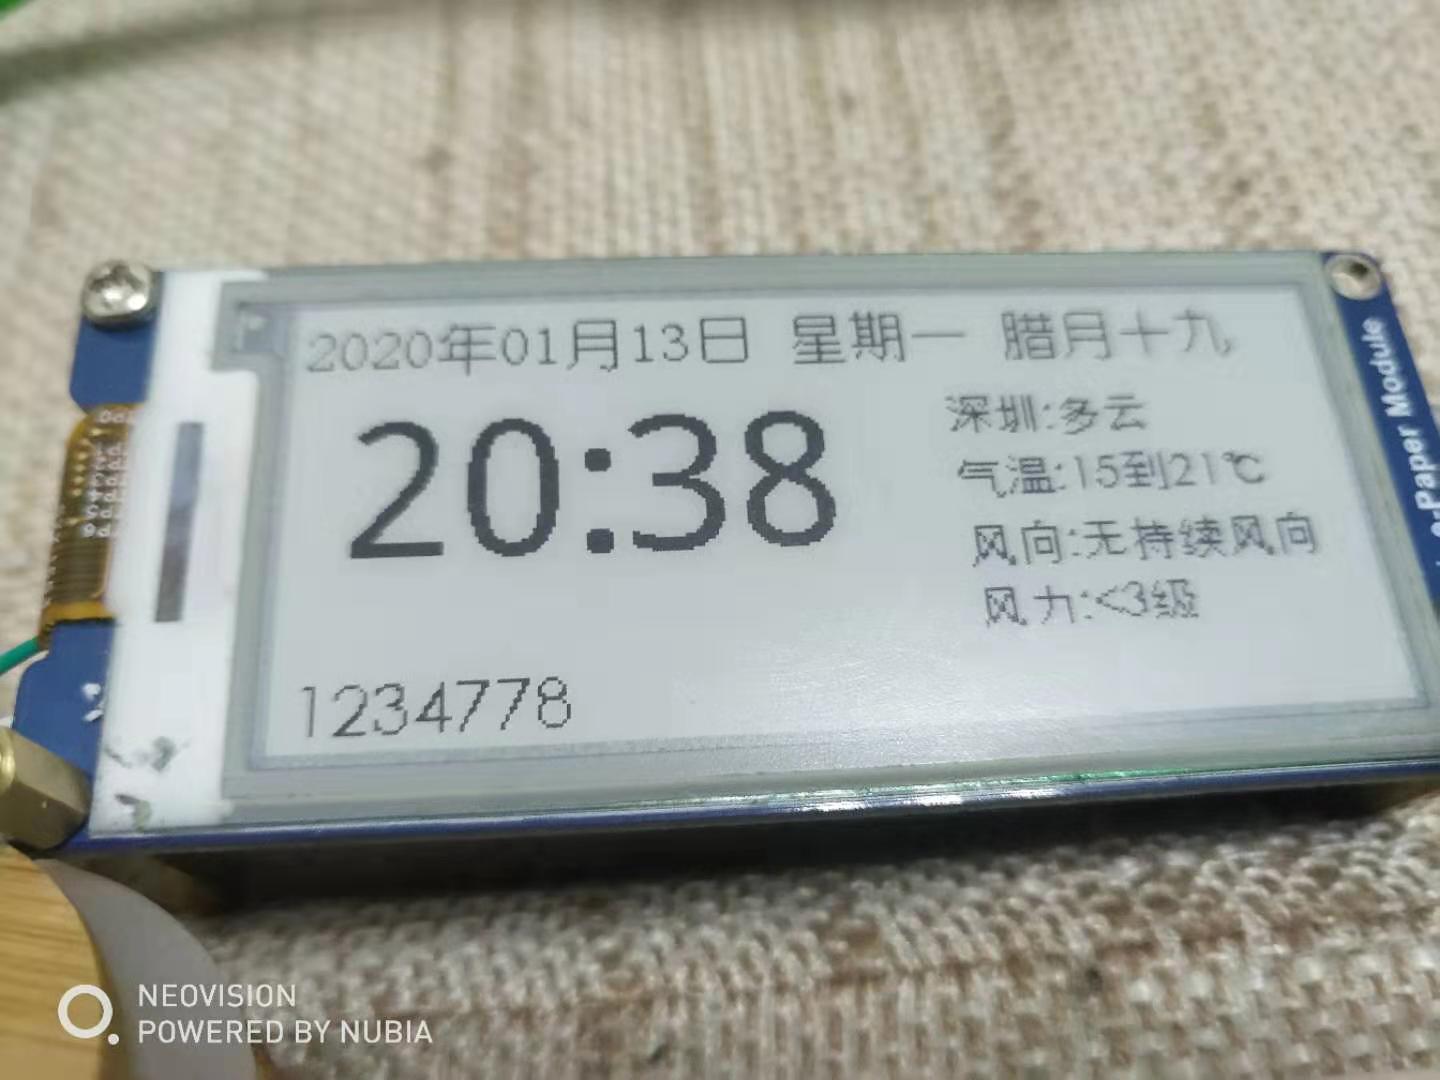 2020年01月13日 星期一 腊月十九
20:38
深圳:多云
气温:15到21℃
风向:无持续风向
风力:<3级
1234778
e-Paper Module
NEOVISION
POWERED BY NUBIA